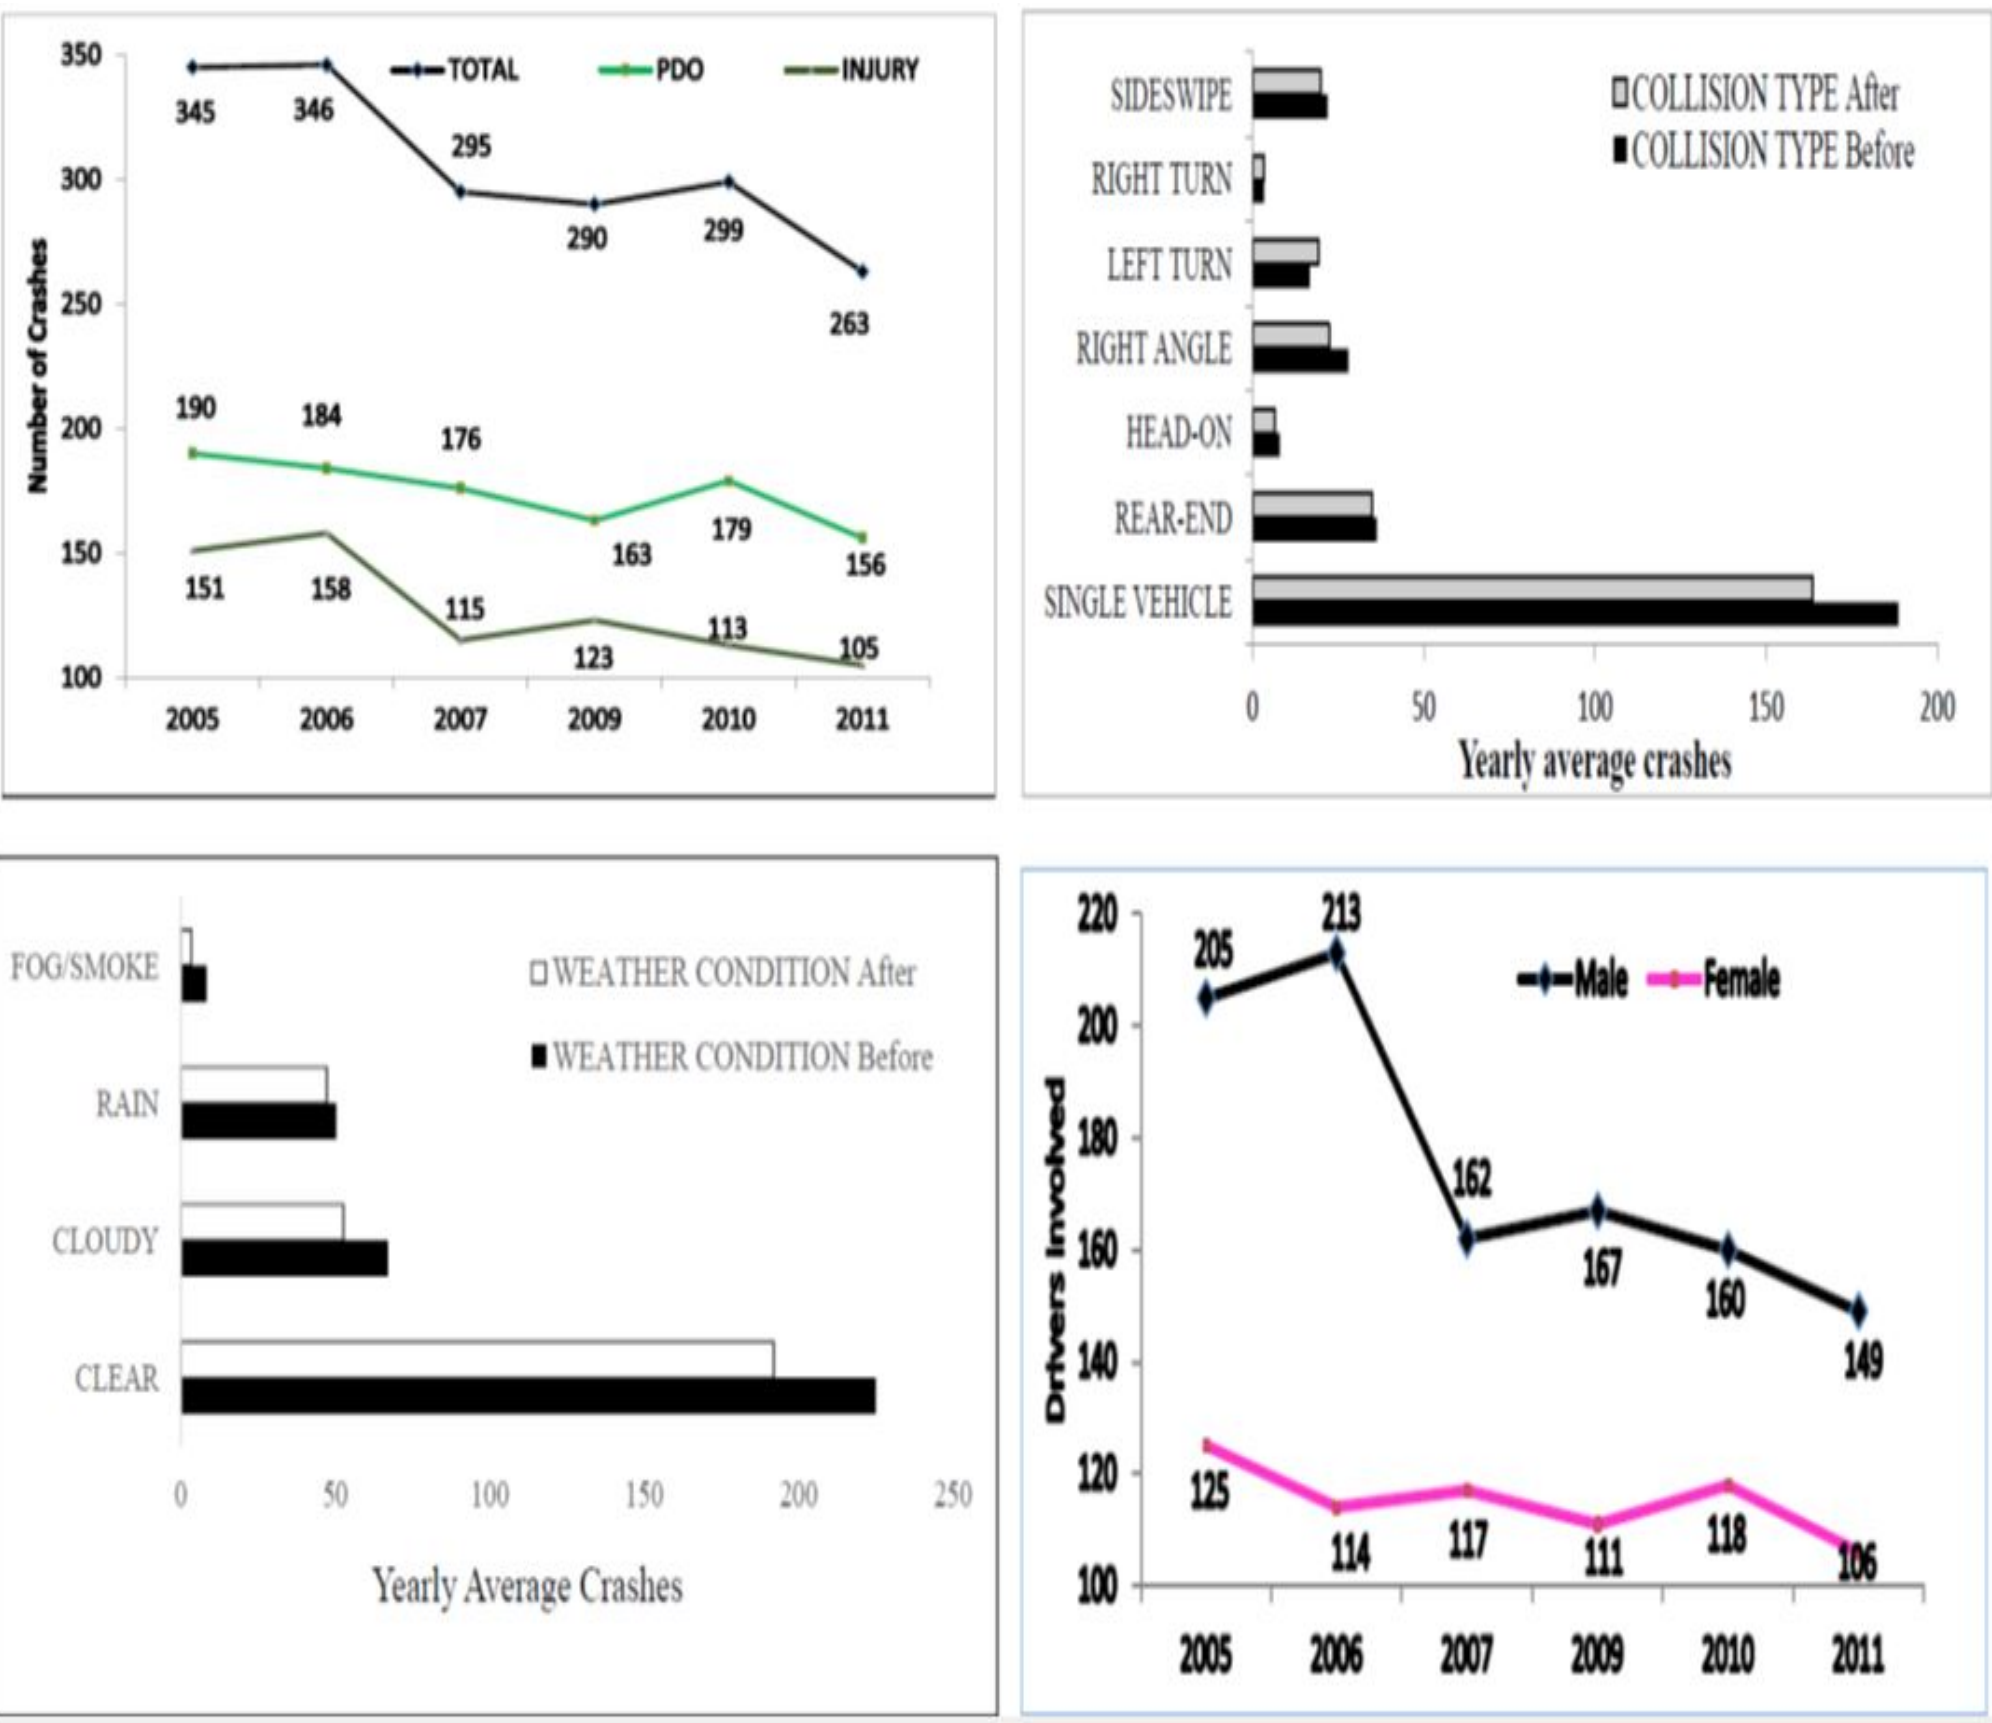 350
TOTAL PDO INJURY
345
346
295
300
290
299
250
263
Number of Crashes
190
184
176
200
163
179
156
150
151
158
115
123
113
105
100
2005 2006 2007 2009 2010 2011
SIDESWIPE
RIGHT TURN
LEFT TURN
RIGHT ANGLE
HEAD-ON
REAR-END
SINGLE VEHICLE
COLLISION TYPE After
COLLISION TYPE Before
0 50 100 150 200
Yearly average crashes
FOG/SMOKE
RAIN
CLOUDY
CLEAR
WEATHER CONDITION After
WEATHER CONDITION Before
0 50 100 150 200 250
Yearly Average Crashes
220
213
205
Male Female
200
180
162
160
167
160
140
149
Drivers Involved
120
125
114
117
111
118
106
100
2005 2006 2007 2009 2010 2011